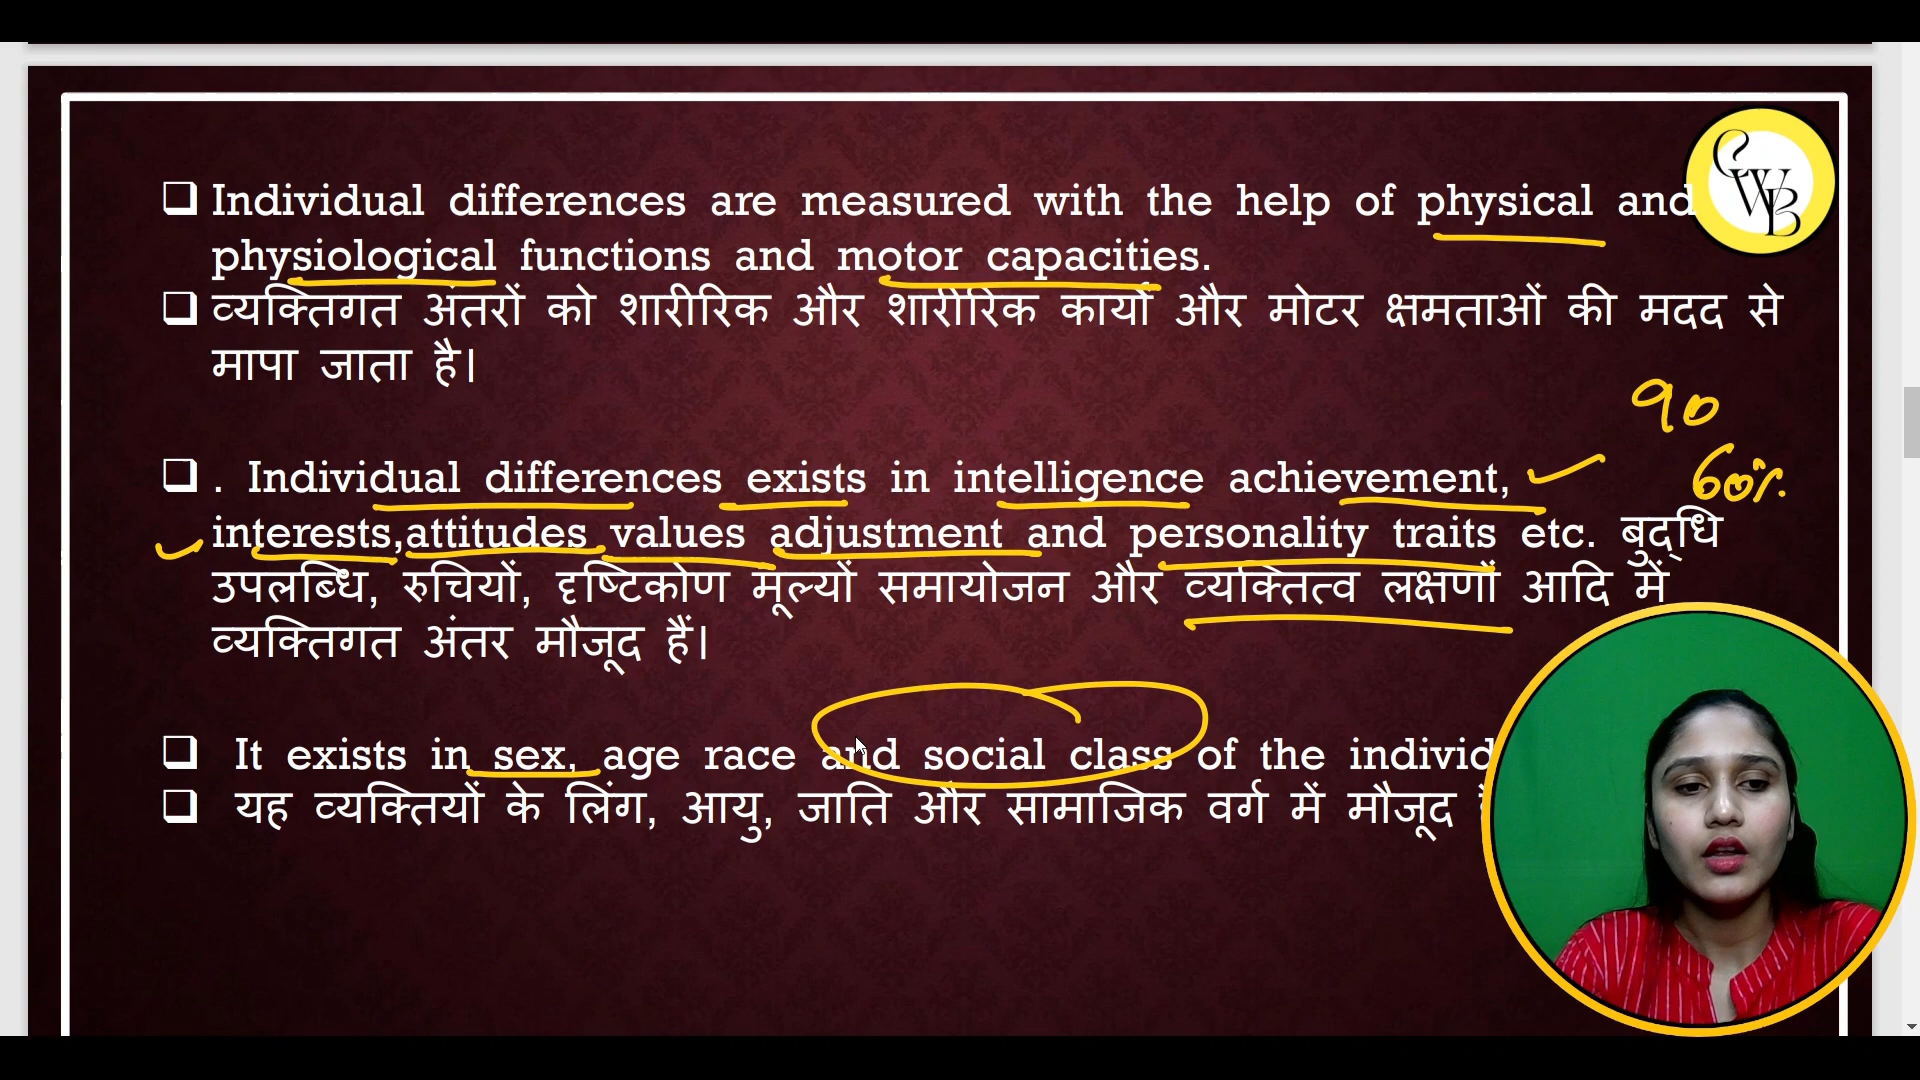 Individual differences are measured with the help of physical and
physiological functions and motor capacities.
व्यक्तिगत अंतरों को शारीरिक और शारीरिक कार्यों और मोटर क्षमताओं की मदद से
मापा जाता है।
90
60%
. Individual differences exists in intelligence achievement,
interests,attitudes values adjustment and personality traits etc. बुद्धि
उपलब्धि, रुचियों, दृष्टिकोण मूल्यों समायोजन और व्यक्तित्व लक्षणों आदि में
व्यक्तिगत अंतर मौजूद हैं।
It exists in sex, age race and social class of the
यह व्यक्तियों के लिंग, आयु, जाति और सामाजिक वर्ग में मौजूद